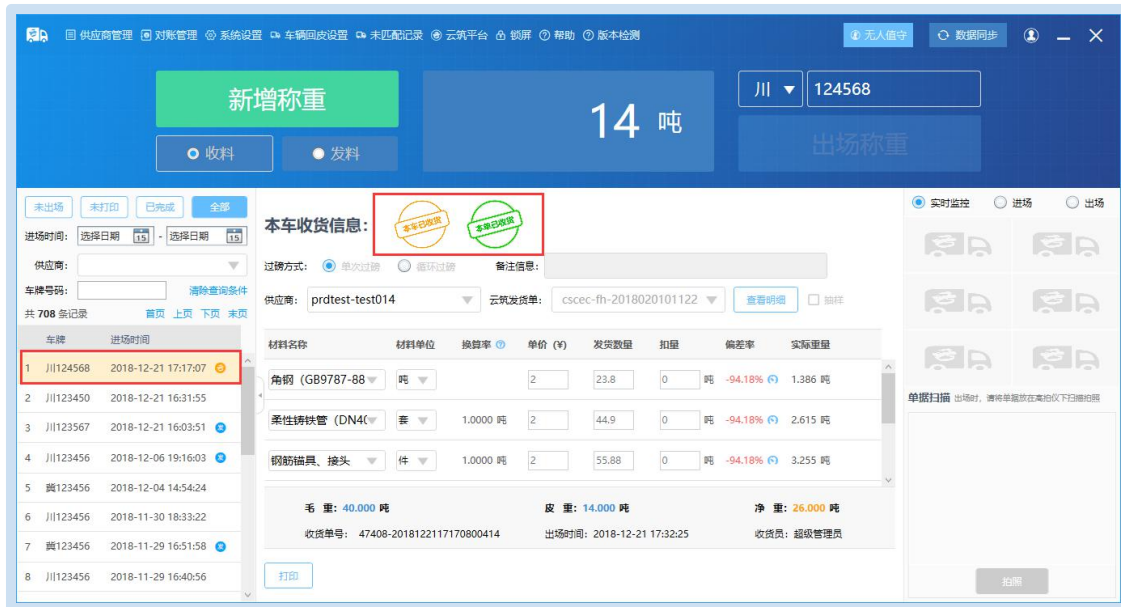 供应商管理 对账管理 系统设置 车辆回皮设置 未匹配记录 云筑平台 锁屏 帮助 版本检测 无人值守 数据同步
新增称重
14 吨
川 124568
收料 发料
出场称重
未出场 未打印 已完成 全部
进场时间: 选择日期 15 - 选择日期 15
供应商:
车牌号码: 清除查询条件
共 708 条记录 首页 上页 下页 末页
车牌 进场时间
1 川124568 2018-12-21 17:17:07
2 川123450 2018-12-21 16:31:55
3 川123567 2018-12-21 16:03:51
4 川123456 2018-12-06 19:16:03
5 冀123456 2018-12-04 14:54:24
6 川123456 2018-11-30 18:33:22
7 冀123456 2018-11-29 16:51:58
8 川123456 2018-11-29 16:40:56
本车收货信息: 本车已收货 本单已收货
过磅方式: 单次过磅 循环过磅 备注信息:
供应商: prdtest-test014 云筑发货单: cscec-fh-2018020101122 查看明细 抽样
材料名称 材料单位 换算率 单价 (¥) 发货数量 扣量 偏差率 实际重量
角钢 (GB9787-88 吨 2 23.8 0 吨 -94.18% 1.386 吨
柔性铸铁管 (DN40 套 1.0000 吨 2 44.9 0 吨 -94.18% 2.615 吨
钢筋锚具、接头 件 1.0000 吨 2 55.88 0 吨 -94.18% 3.255 吨
毛 重: 40.000 吨 皮 重: 14.000 吨 净 重: 26.000 吨
收货单号: 47408-2018122117170800414 出场时间: 2018-12-21 17:32:25 收货员: 超级管理员
打印
实时监控 进场 出场
单据扫描 出场时, 请将单据放在高拍仪下扫描拍照
拍照